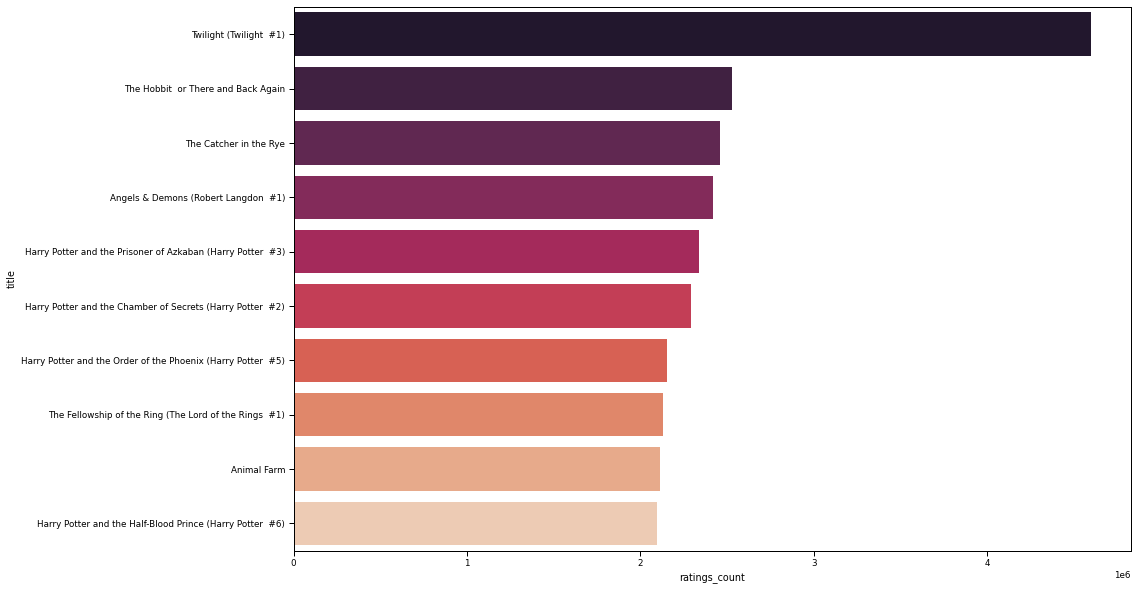 Twilight (Twilight  #1)
The Hobbit  or There and Back Again
The Catcher in the Rye
Angels & Demons (Robert Langdon  #1)
Harry Potter and the Prisoner of Azkaban (Harry Potter  #3)
Harry Potter and the Chamber of Secrets (Harry Potter  #2)
Harry Potter and the Order of the Phoenix (Harry Potter  #5)
The Fellowship of the Ring (The Lord of the Rings  #1)
Animal Farm
Harry Potter and the Half-Blood Prince (Harry Potter  #6)
title
0 1 2 3 4
1e6
ratings_count